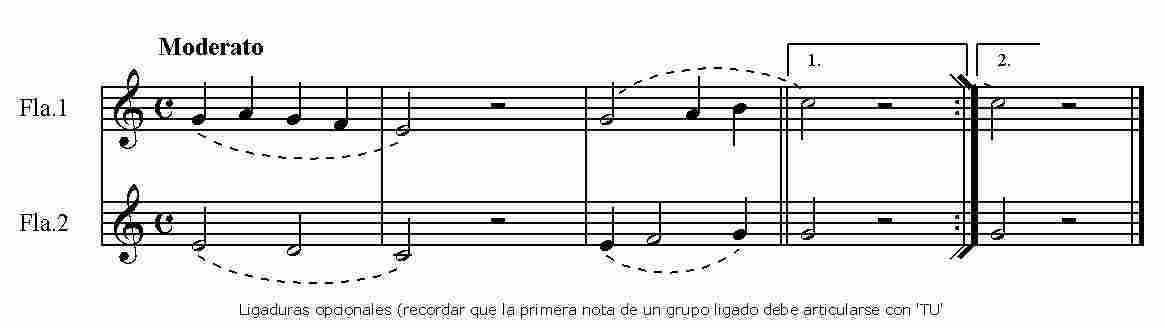 Moderato
1.
2.
Fla.1
Fla.2
Ligaduras opcionales (recordar que la primera nota de un grupo ligado debe articularse con 'TU'